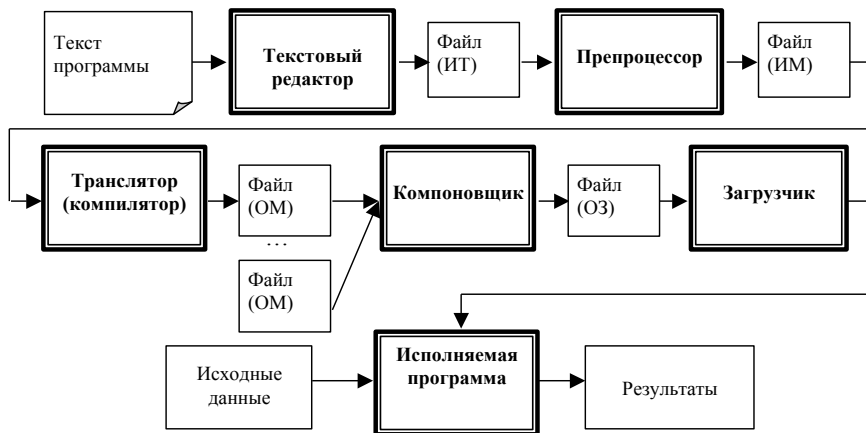 Текст
программы
Текстовый
редактор
Файл
(ИТ)
Препроцессор
Файл
(ИМ)
Транслятор
(компилятор)
Файл
(ОМ)
…
Файл
(ОМ)
Компоновщик
Файл
(ОЗ)
Загрузчик
Исходные
данные
Исполняемая
программа
Результаты